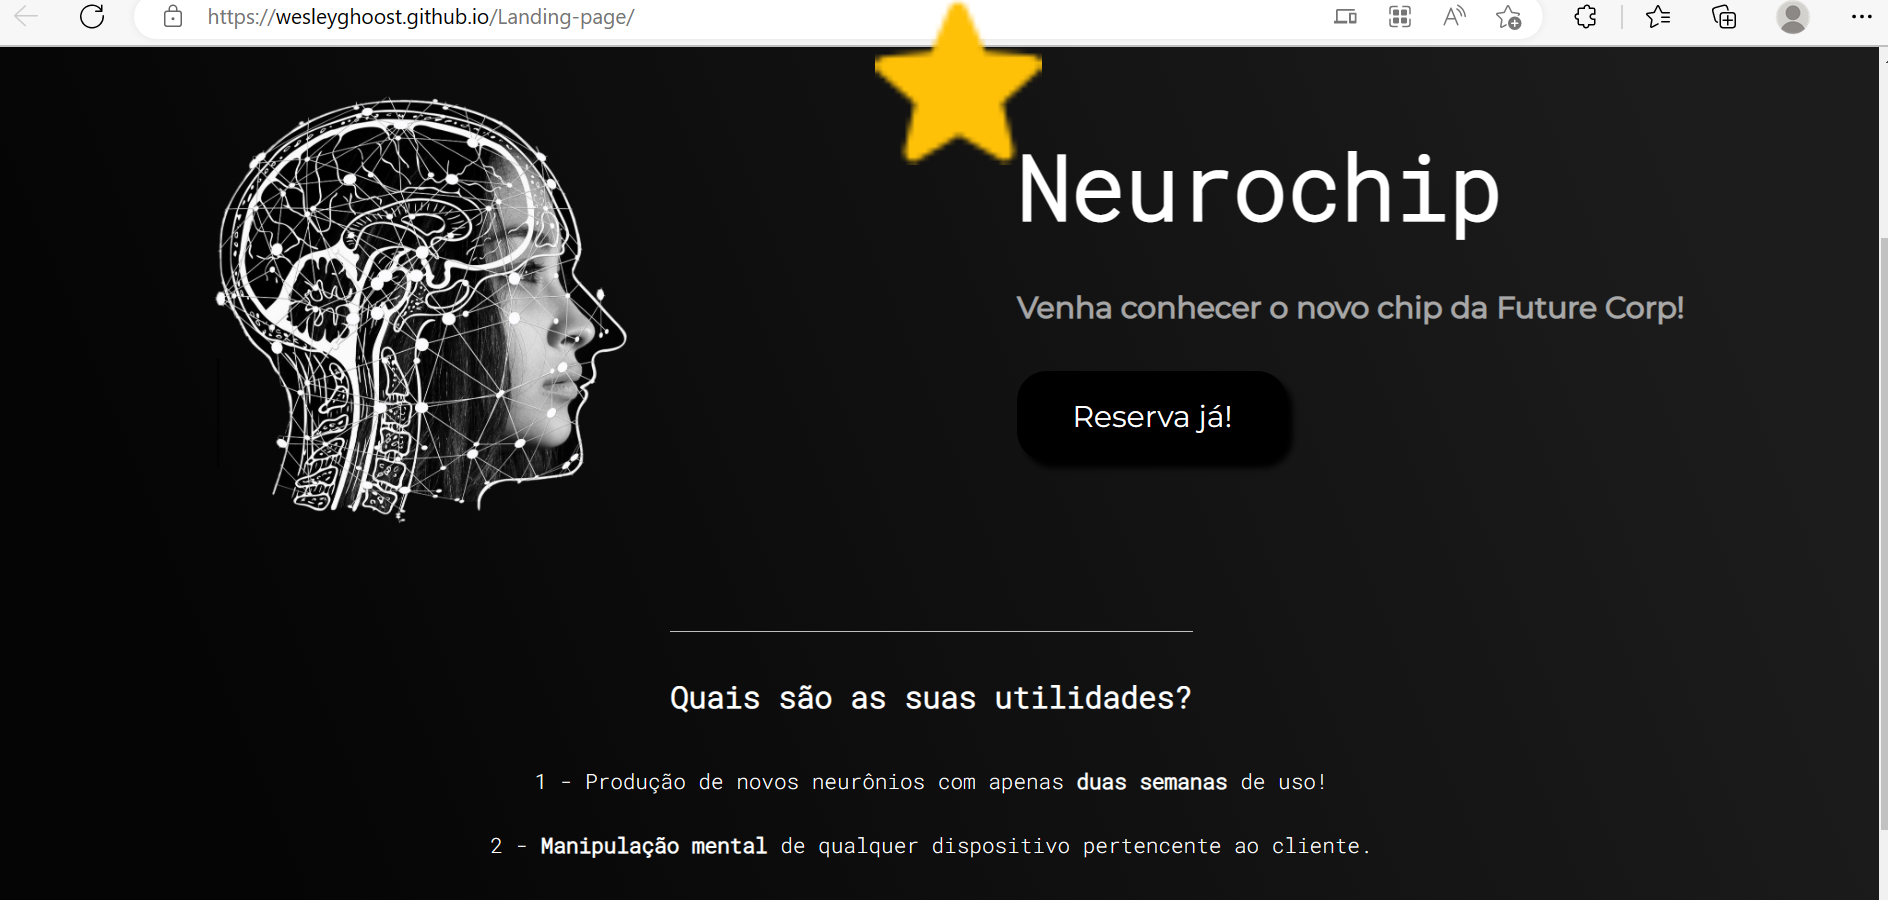 https://wesleyghoost.github.io/Landing-page/
Neurochip
Venha conhecer o novo chip da Future Corp!
Reserva já!
Quais são as suas utilidades?
1 - Produção de novos neurônios com apenas duas semanas de uso!
2 - Manipulação mental de qualquer dispositivo pertencente ao cliente.